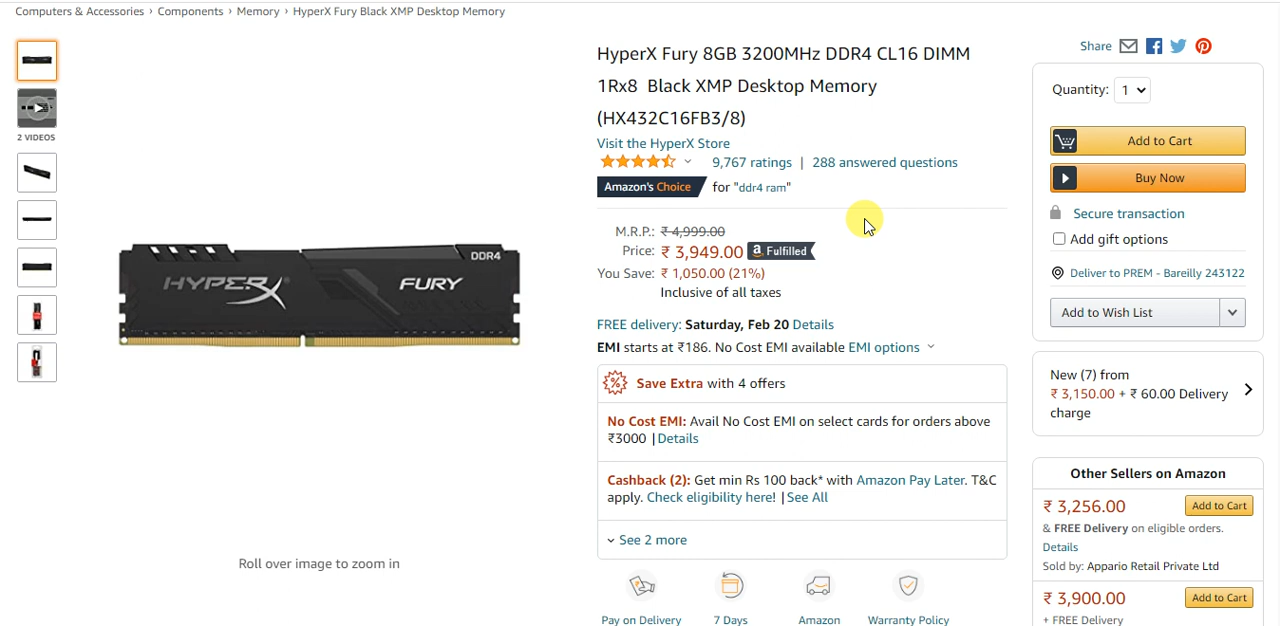 Computers & Accessories › Components › Memory › HyperX Fury Black XMP Desktop Memory
2 VIDEOS
HYPERX
FURY
DDR4
Roll over image to zoom in
HyperX Fury 8GB 3200MHz DDR4 CL16 DIMM
1Rx8 Black XMP Desktop Memory
(HX432C16FB3/8)
Visit the HyperX Store
9,767 ratings | 288 answered questions
Amazon's Choice for "ddr4 ram"
M.R.P.: ₹ 4,999.00
Price: ₹ 3,949.00 a Fulfilled
You Save: ₹ 1,050.00 (21%)
Inclusive of all taxes
FREE delivery: Saturday, Feb 20 Details
EMI starts at ₹186. No Cost EMI available EMI options
Save Extra with 4 offers
No Cost EMI: Avail No Cost EMI on select cards for orders above
₹3000 | Details
Cashback (2): Get min Rs 100 back* with Amazon Pay Later. T&C
apply. Check eligibility here! | See All
See 2 more
Pay on Delivery
7 Days
Amazon
Warranty Policy
Share
Quantity: 1
Add to Cart
Buy Now
Secure transaction
Add gift options
Deliver to PREM - Bareilly 243122
Add to Wish List
New (7) from
₹ 3,150.00 + ₹ 60.00 Delivery
charge
Other Sellers on Amazon
₹ 3,256.00 Add to Cart
& FREE Delivery on eligible orders.
Details
Sold by: Appario Retail Private Ltd
₹ 3,900.00 Add to Cart
+ FREE Delivery